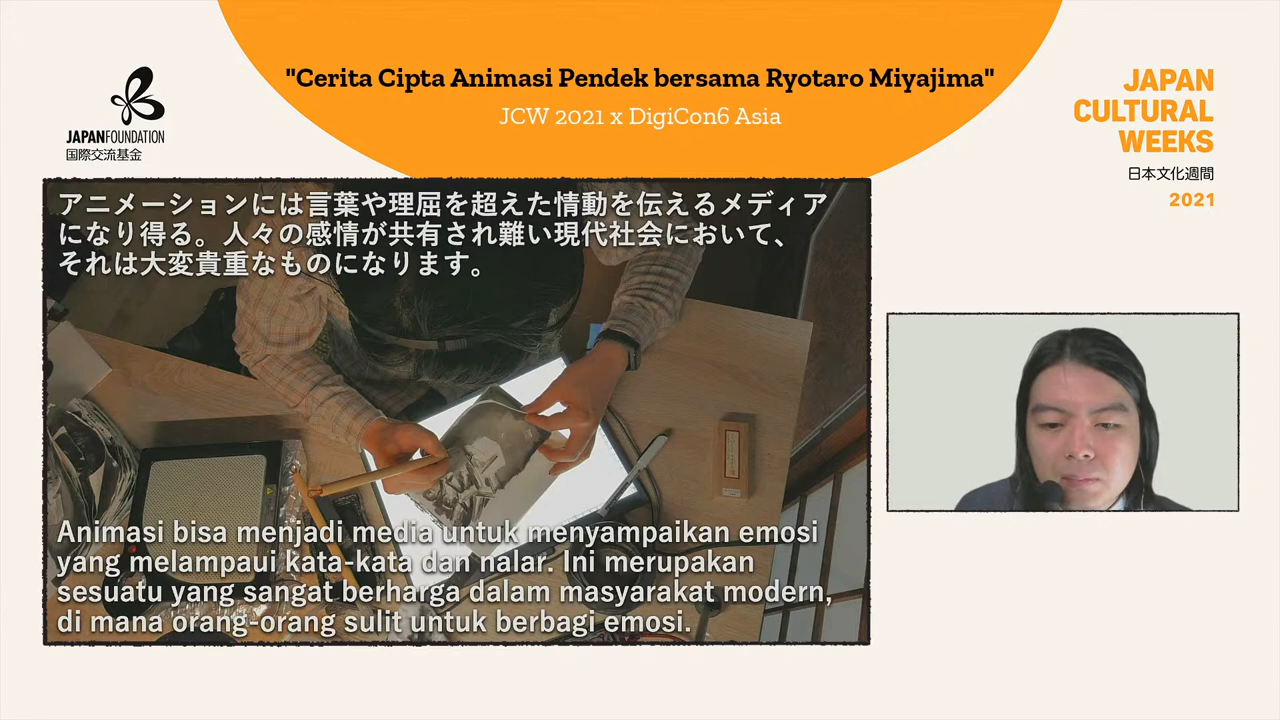 "Cerita Cipta Animasi Pendek bersama Ryotaro Miyajima"
JCW 2021 x DigiCon6 Asia
JAPANFOUNDATION
国際交流基金
JAPAN
CULTURAL
WEEKS
日本文化週間
2021
アニメーションには言葉や理屈を超えた情動を伝えるメディア
になり得る。人々の感情が共有され難い現代社会において、
それは大変貴重なものになります。
Animasi bisa menjadi media untuk menyampaikan emosi
yang melampaui kata-kata dan nalar. Ini merupakan
sesuatu yang sangat berharga dalam masyarakat modern,
di mana orang-orang sulit untuk berbagi emosi.